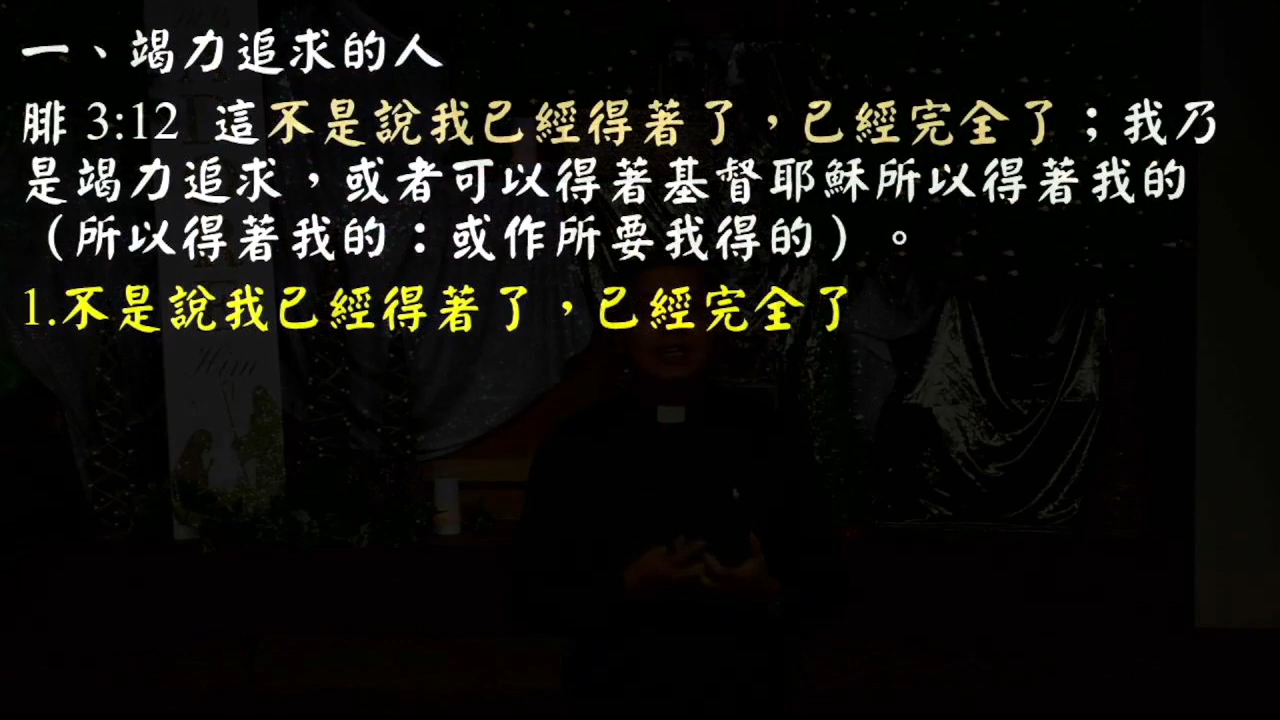 一、竭力追求的人
腓 3:12 這不是說我已經得著了，已經完全了；我乃
是竭力追求，或者可以得著基督耶穌所以得著我的
（所以得著我的：或作所要我得的）。
1.不是說我已經得著了，已經完全了
Him